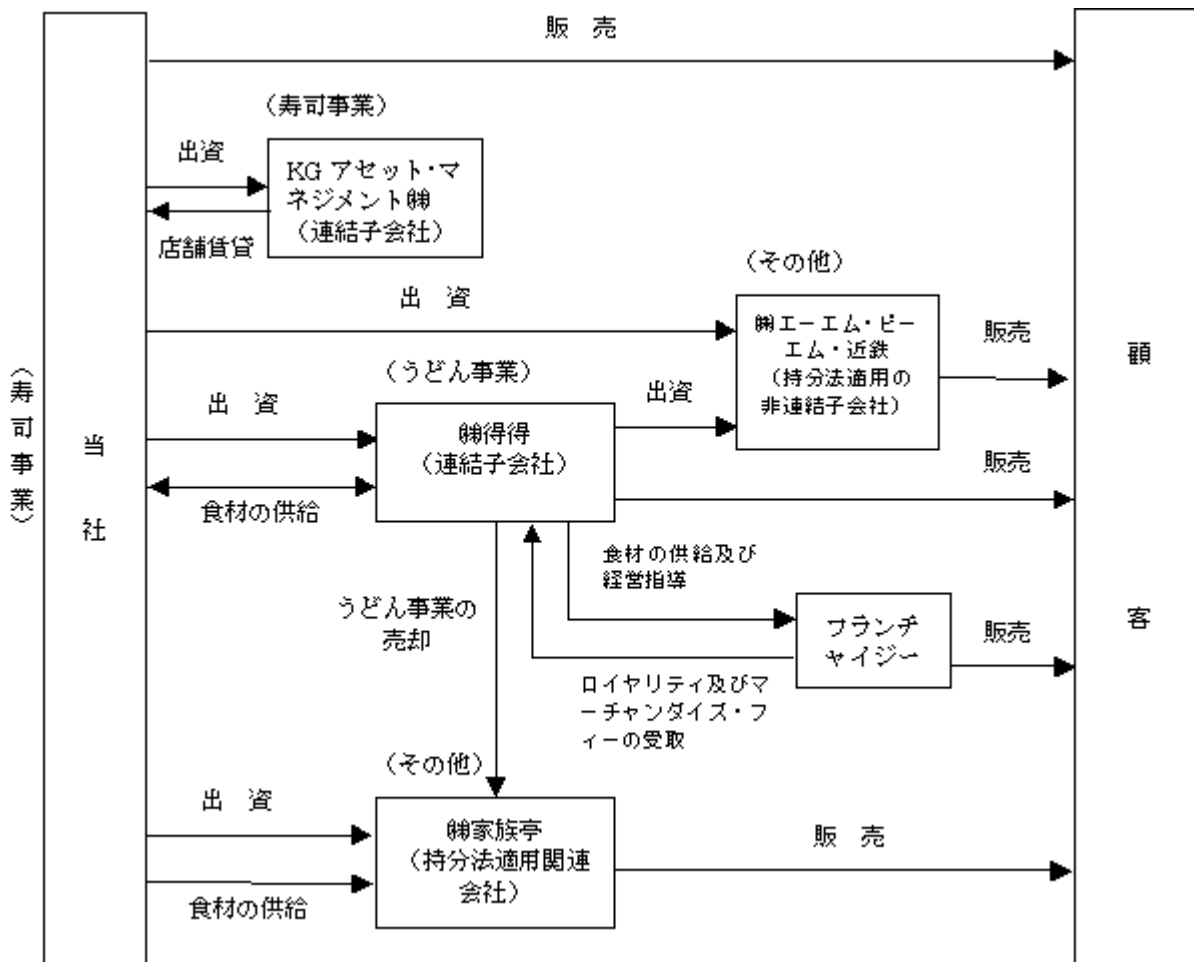 販 売
（寿司事業）
出資
KG アセット・マ
ネジメント㈱
（連結子会社）
店舗賃貸
（その他）
出 資
㈱エーエム・ピー
エム・近鉄
（持分法適用の
非連結子会社）
販売
（うどん事業）
出 資
㈱得得
（連結子会社）
出資
販売
食材の供給
（寿司事業）
当社
顧客
食材の供給及び
経営指導
うどん事業の
売却
フランチ
ャイジー
販売
ロイヤリティ及びマ
ーチャンダイズ・フ
ィーの受取
（その他）
出 資
㈱家族亭
（持分法適用関連
会社）
販 売
食材の供給